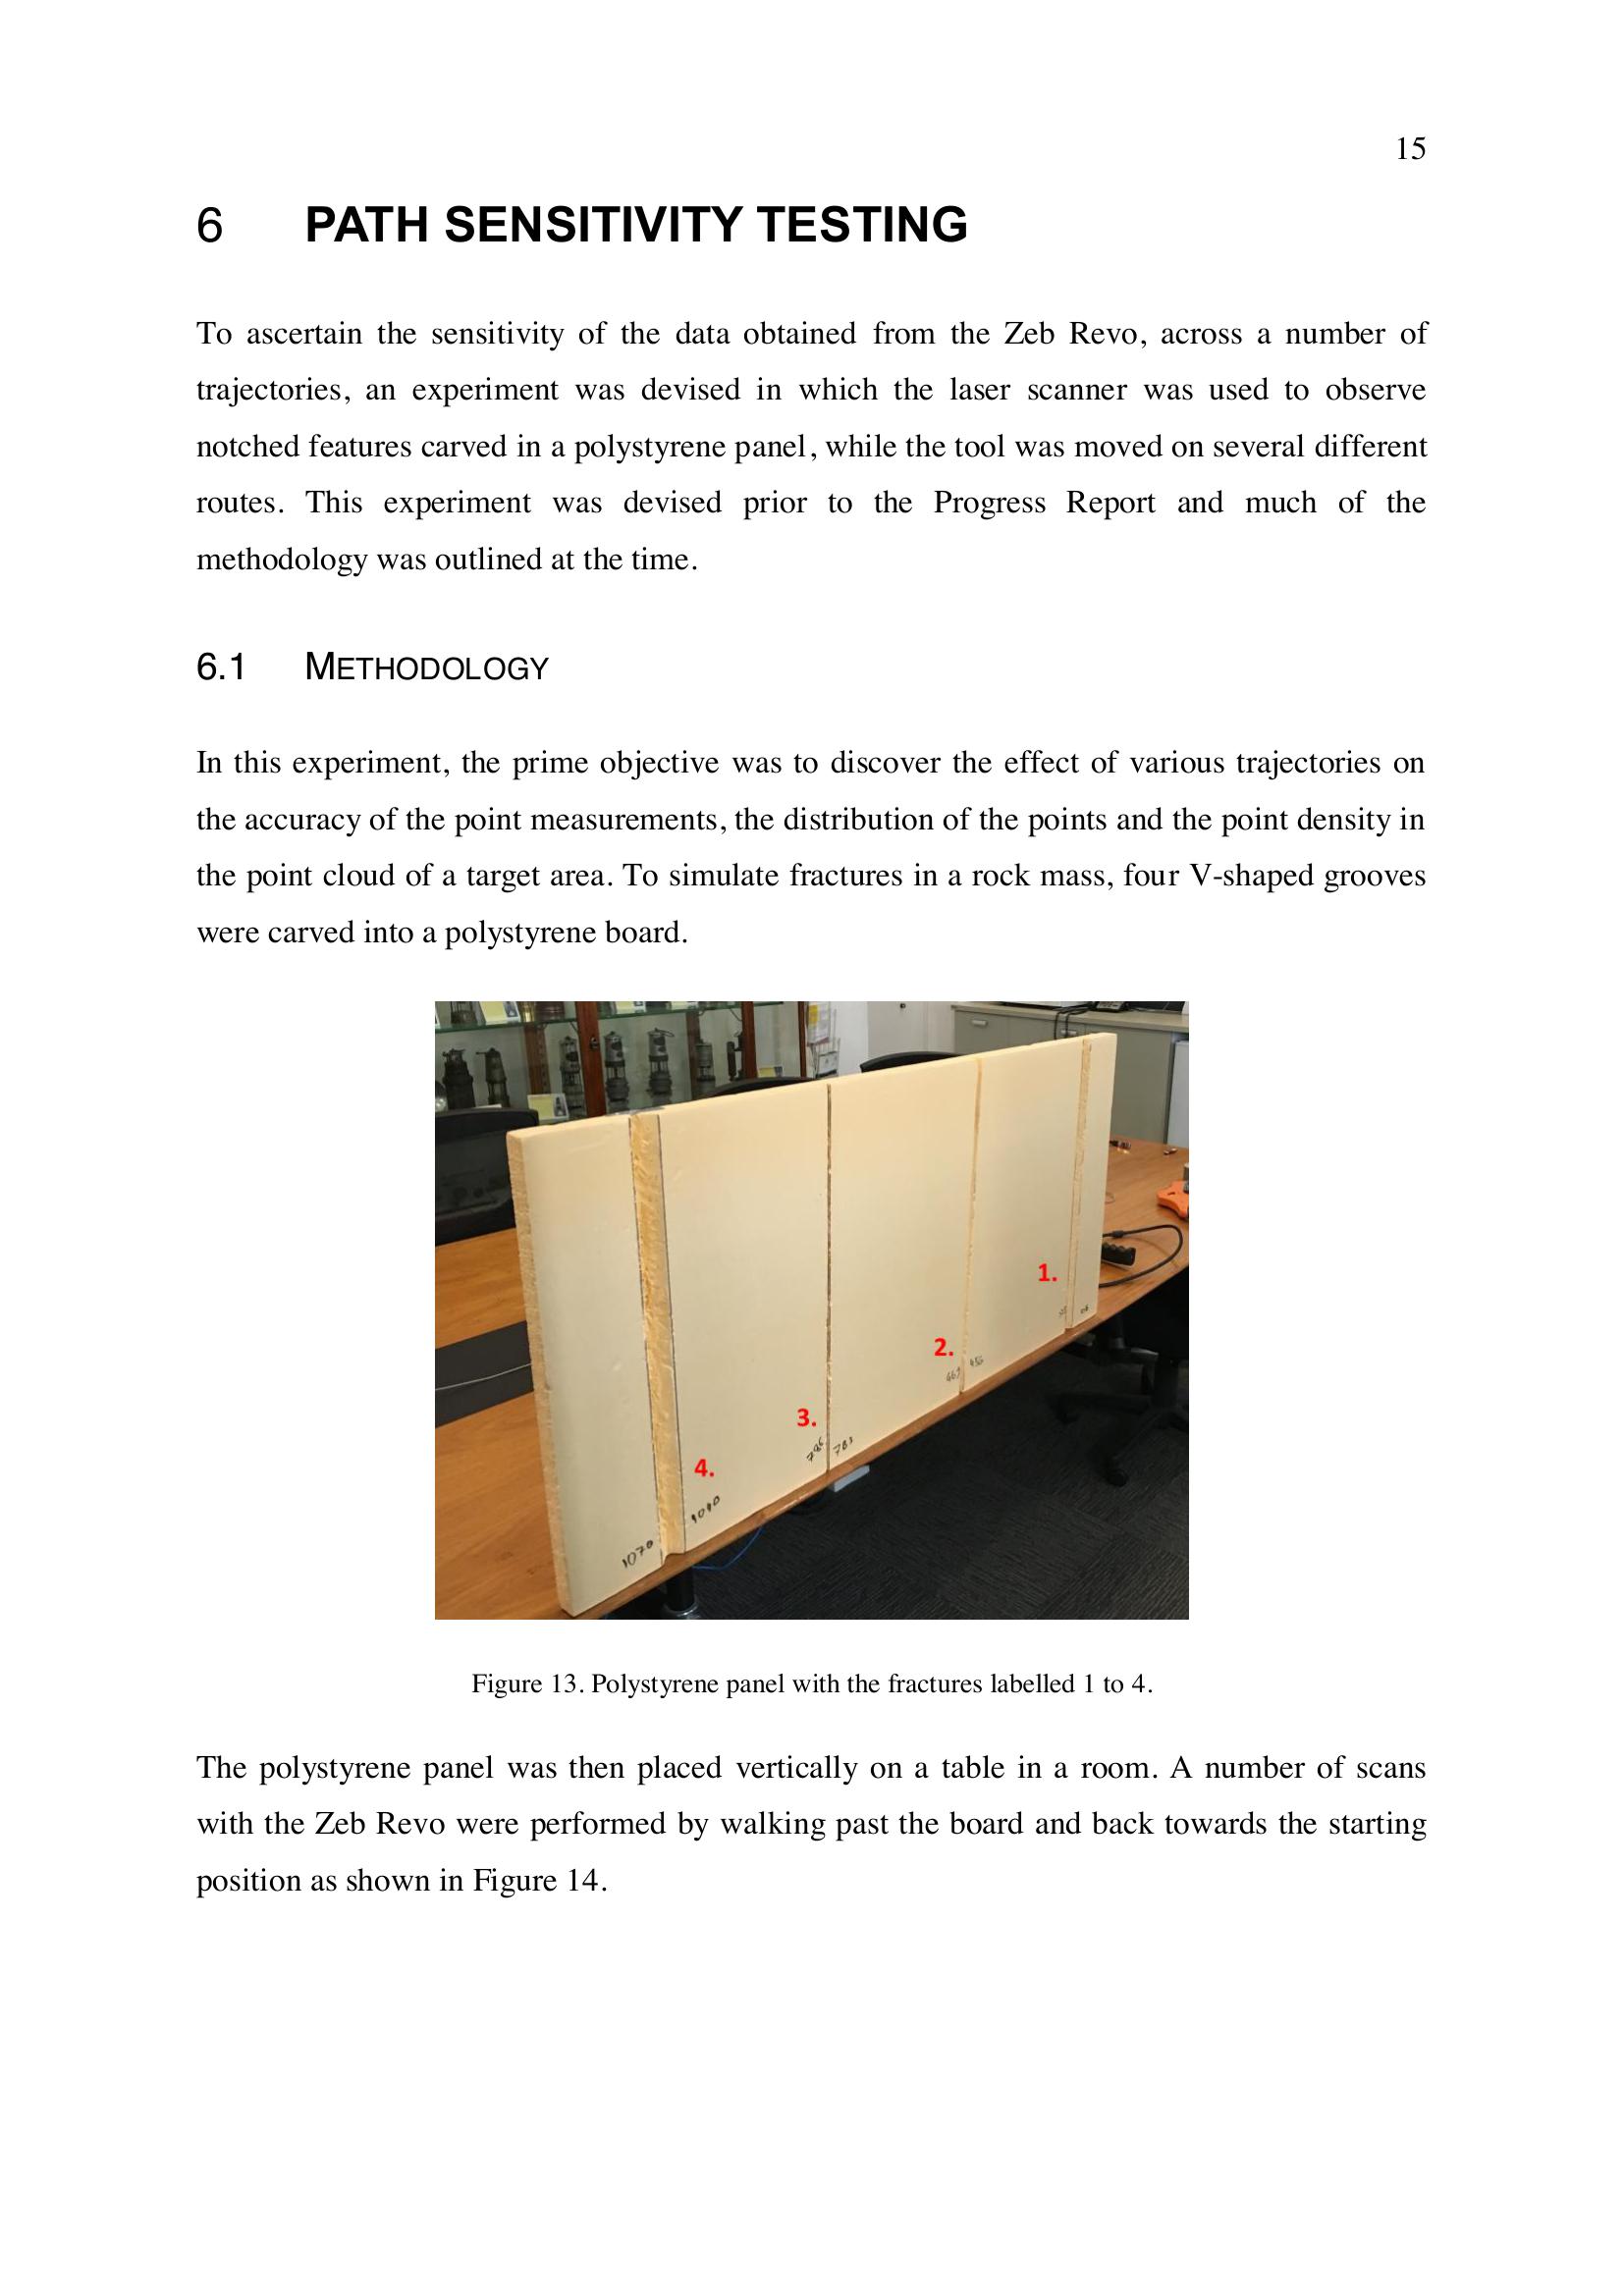 15
6 PATH SENSITIVITY TESTING
To ascertain the sensitivity of the data obtained from the Zeb Revo, across a number of
trajectories, an experiment was devised in which the laser scanner was used to observe
notched features carved in a polystyrene panel, while the tool was moved on several different
routes. This experiment was devised prior to the Progress Report and much of the
methodology was outlined at the time.
6.1 METHODOLOGY
In this experiment, the prime objective was to discover the effect of various trajectories on
the accuracy of the point measurements, the distribution of the points and the point density in
the point cloud of a target area. To simulate fractures in a rock mass, four V-shaped grooves
were carved into a polystyrene board.
1.
2.
3.
783
4.
1070
Figure 13. Polystyrene panel with the fractures labelled 1 to 4.
The polystyrene panel was then placed vertically on a table in a room. A number of scans
with the Zeb Revo were performed by walking past the board and back towards the starting
position as shown in Figure 14.